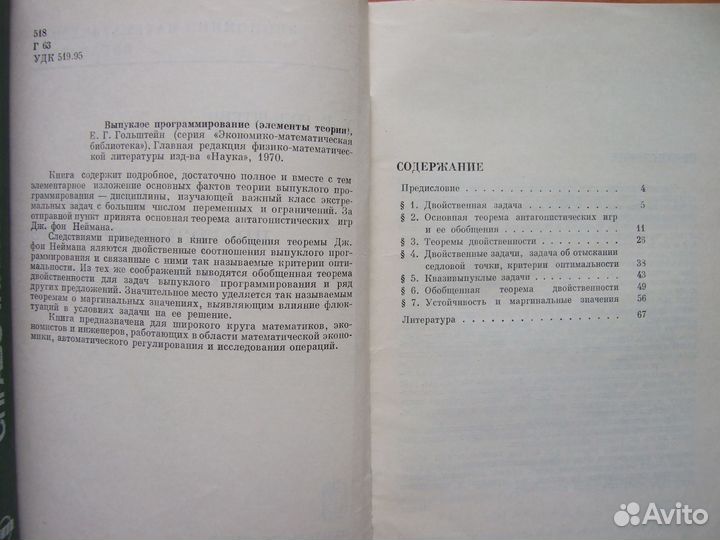 518
Г 63
УДК 519.95
Выпуклое программирование (элементы теории),
Е. Г. Гольштейн (серия «Экономико-математическая
библиотека»), Главная редакция физико-математичес-
кой литературы изд-ва «Наука», 1970.
Книга содержит подробное, достаточно полное и вместе с тем
элементарное изложение основных фактов теории выпуклого про-
граммирования — дисциплины, изучающей важный класс экстре-
мальных задач с большим числом переменных и ограничений. За
отправной пункт принята основная теорема антагонистических игр
Дж. фон Неймана.
Следствиями приведенного в книге обобщения теоремы Дж.
фон Неймана являются двойственные соотношения выпуклого про-
граммирования и связанные с ними так называемые критерии опти-
мальности. Из тех же соображений выводятся обобщенная теорема
двойственности для задач выпуклого программирования и ряд
других предложений. Значительное место уделяется так называемым
теоремам о маргинальных значениях, выявляющим влияние флюк-
туаций в условиях задачи на ее решение.
Книга предназначена для широкого круга математиков, эко-
номистов и инженеров, работающих в области математической эконо-
мики, автоматического регулирования и исследования операций.
СОДЕРЖАНИЕ
Предисловие 4
§ 1. Двойственная задача 5
§ 2. Основная теорема антагонистических игр
и ее обобщения 11
§ 3. Теоремы двойственности 26
§ 4. Двойственные задачи, задача об отыскании
седловой точки, критерии оптимальности 38
§ 5. Квазивыпуклые задачи 43
§ 6. Обобщенная теорема двойственности 49
§ 7. Устойчивость и маргинальные значения 56
Литература 67
Avito